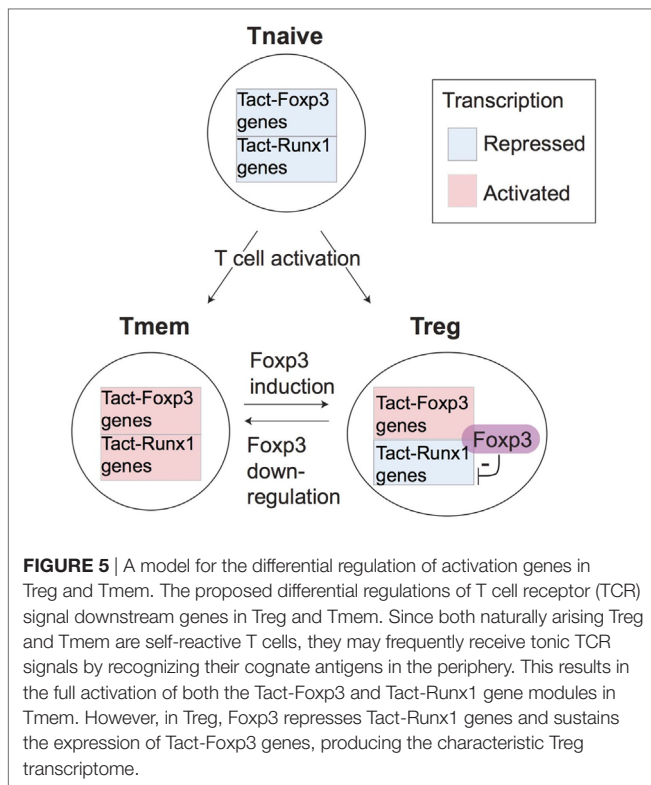 Tnaive
Tact-Foxp3
genes
Tact-Runx1
genes
Transcription
Repressed
Activated
T cell activation
Tmem
Treg
Tact-Foxp3
genes
Tact-Runx1
genes
Foxp3
induction
Foxp3
down-
regulation
Tact-Foxp3
genes
Foxp3
Tact-Runx1
genes
-
FIGURE 5 | A model for the differential regulation of activation genes in
Treg and Tmem. The proposed differential regulations of T cell receptor (TCR)
signal downstream genes in Treg and Tmem. Since both naturally arising Treg
and Tmem are self-reactive T cells, they may frequently receive tonic TCR
signals by recognizing their cognate antigens in the periphery. This results in
the full activation of both the Tact-Foxp3 and Tact-Runx1 gene modules in
Tmem. However, in Treg, Foxp3 represses Tact-Runx1 genes and sustains
the expression of Tact-Foxp3 genes, producing the characteristic Treg
transcriptome.